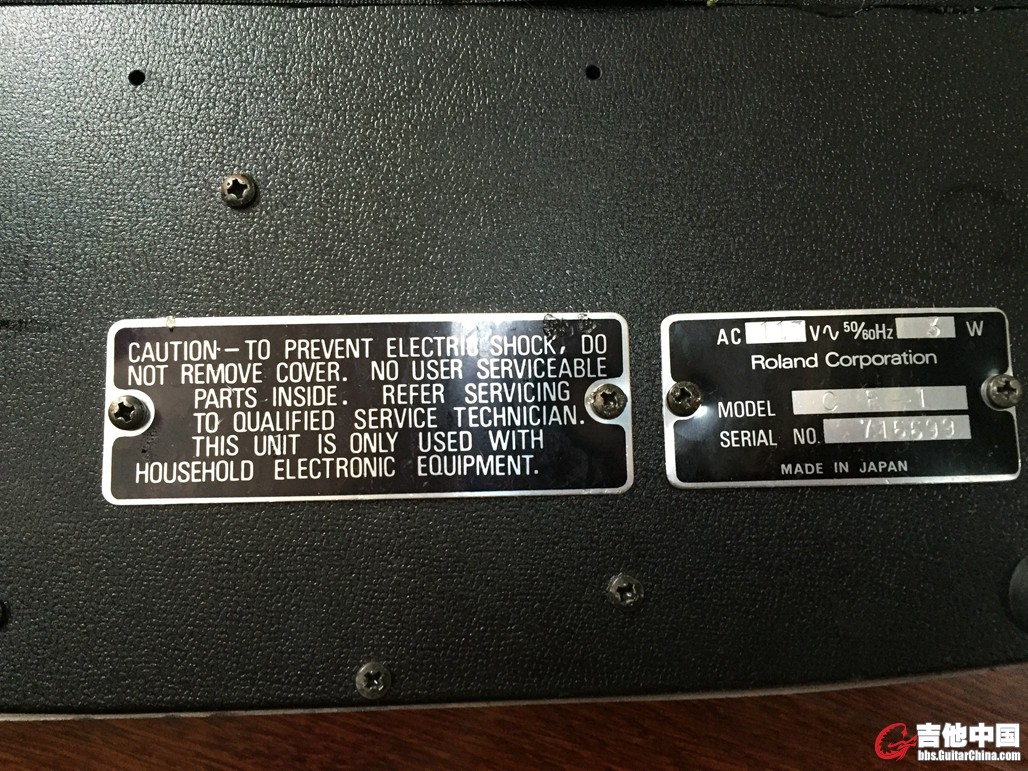 CAUTION - TO PREVENT ELECTRIC SHOCK, DO
NOT REMOVE COVER. NO USER SERVICEABLE
PARTS INSIDE. REFER SERVICING
TO QUALIFIED SERVICE TECHNICIAN.
THIS UNIT IS ONLY USED WITH
HOUSEHOLD ELECTRONIC EQUIPMENT.
AC V∿ 50/60Hz W
Roland Corporation
MODEL
SERIAL NO. 716699
MADE IN JAPAN
吉他中国
bbs.GuitarChina.com